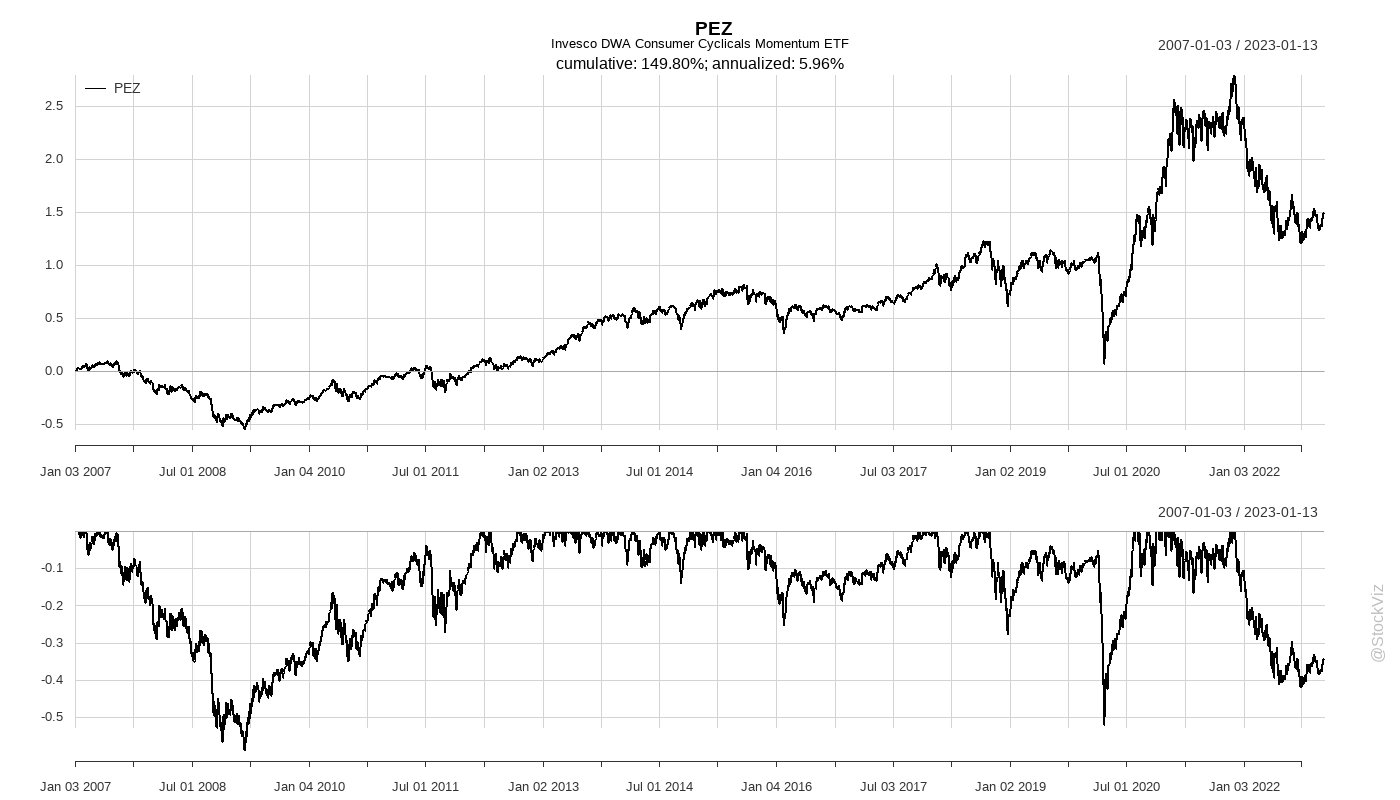 PEZ
Invesco DWA Consumer Cyclicals Momentum ETF
2007-01-03 / 2023-01-13
cumulative: 149.80%; annualized: 5.96%
PEZ
2.5
2.0
1.5
1.0
0.5
0.0
-0.5
Jan 03 2007 Jul 01 2008 Jan 04 2010 Jul 01 2011 Jan 02 2013 Jul 01 2014 Jan 04 2016 Jul 03 2017 Jan 02 2019 Jul 01 2020 Jan 03 2022
2007-01-03 / 2023-01-13
-0.1
-0.2
-0.3
-0.4
-0.5
Jan 03 2007 Jul 01 2008 Jan 04 2010 Jul 01 2011 Jan 02 2013 Jul 01 2014 Jan 04 2016 Jul 03 2017 Jan 02 2019 Jul 01 2020 Jan 03 2022
@StockViz